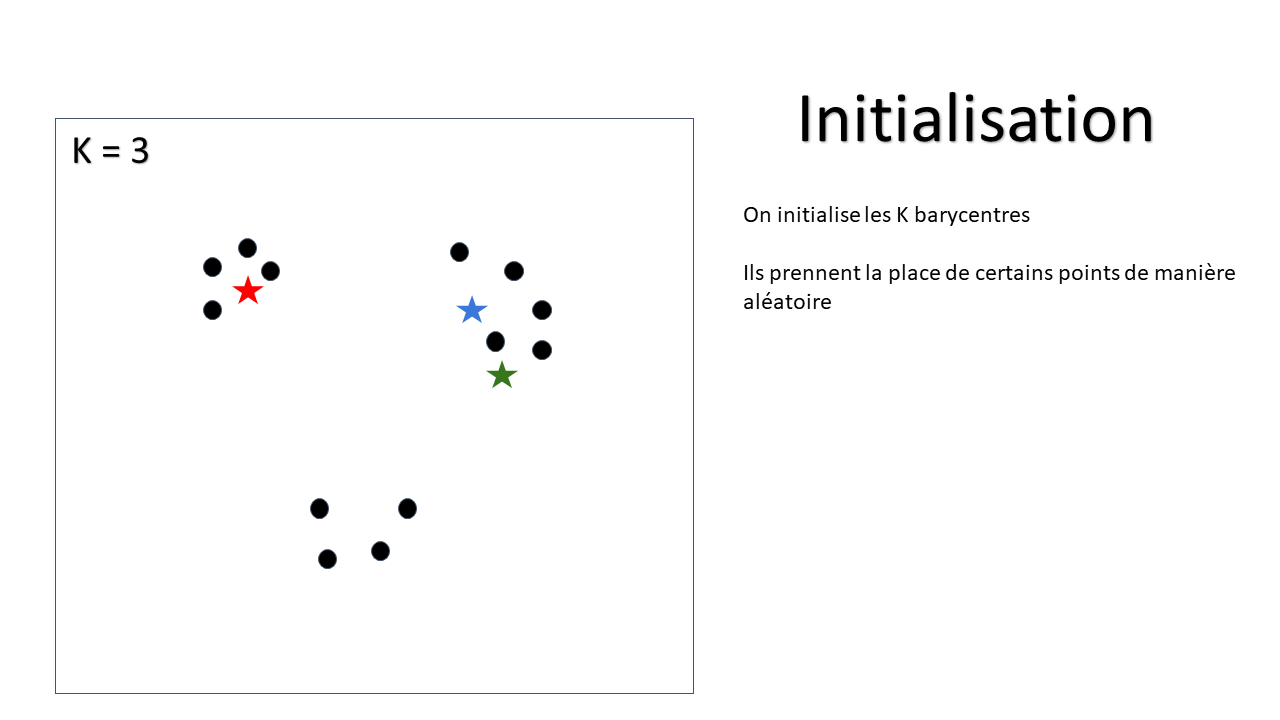 Initialisation
K = 3
On initialise les K barycentres
Ils prennent la place de certains points de manière
aléatoire